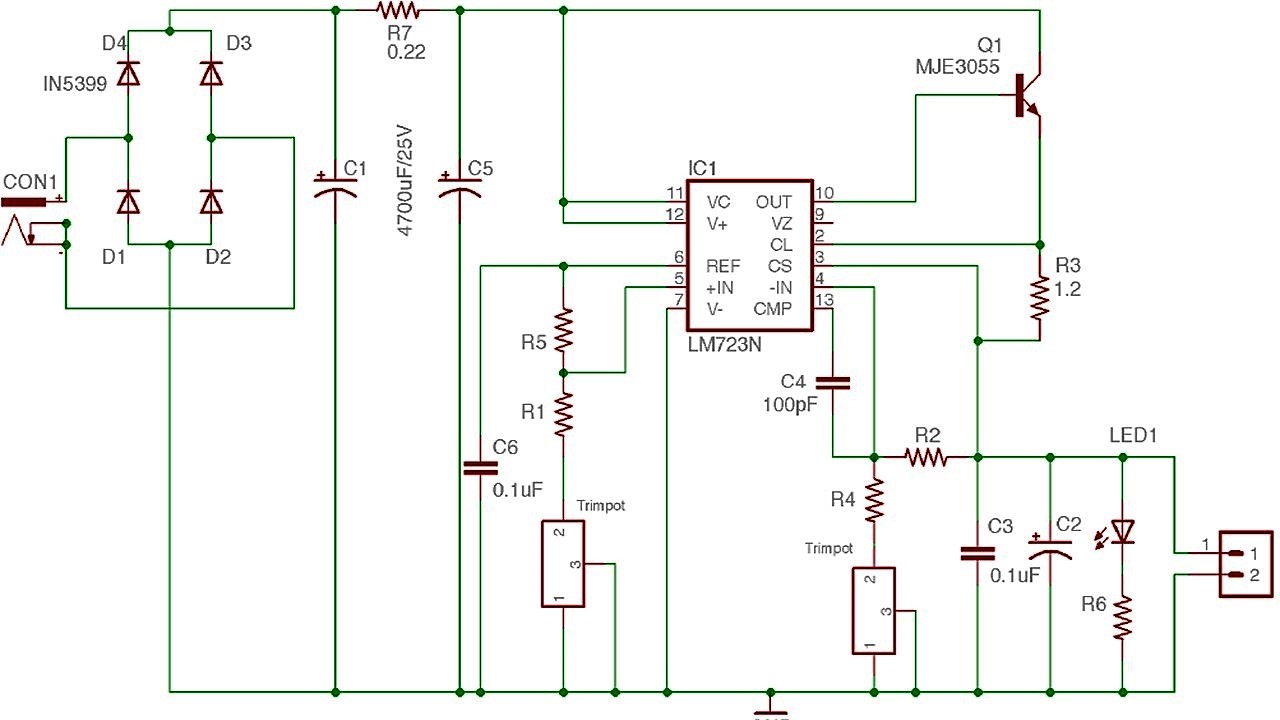 D4
D3
IN5399
CON1
+
-
D1
D2
+
C1
R7
0.22
4700uF/25V
+
C5
Q1
MJE3055
IC1
11 VC OUT 10
12 V+ VZ 9
CL 2
6 REF CS 3
5 +IN -IN 4
7 V- CMP 13
LM723N
R3
1.2
R5
R1
C6
0.1uF
Trimpot
2
3
1
C4
100pF
R2
R4
Trimpot
2
3
1
C3
0.1uF
+
C2
LED1
R6
1 1
2